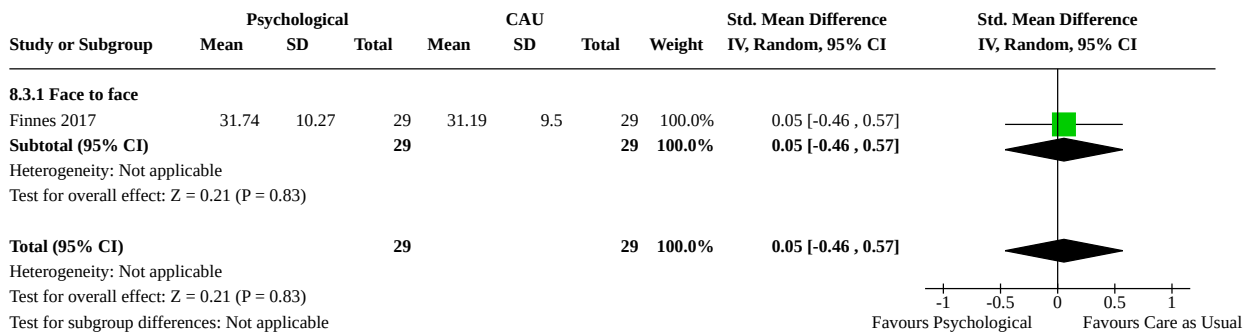 Psychological CAU Std. Mean Difference Std. Mean Difference
Study or Subgroup Mean SD Total Mean SD Total Weight IV, Random, 95% CI IV, Random, 95% CI
8.3.1 Face to face
Finnes 2017 31.74 10.27 29 31.19 9.5 29 100.0% 0.05 [-0.46 , 0.57]
Subtotal (95% CI) 29 29 100.0% 0.05 [-0.46 , 0.57]
Heterogeneity: Not applicable
Test for overall effect: Z = 0.21 (P = 0.83)
Total (95% CI) 29 29 100.0% 0.05 [-0.46 , 0.57]
Heterogeneity: Not applicable
Test for overall effect: Z = 0.21 (P = 0.83)
-1 -0.5 0 0.5 1
Test for subgroup differences: Not applicable
Favours Psychological Favours Care as Usual